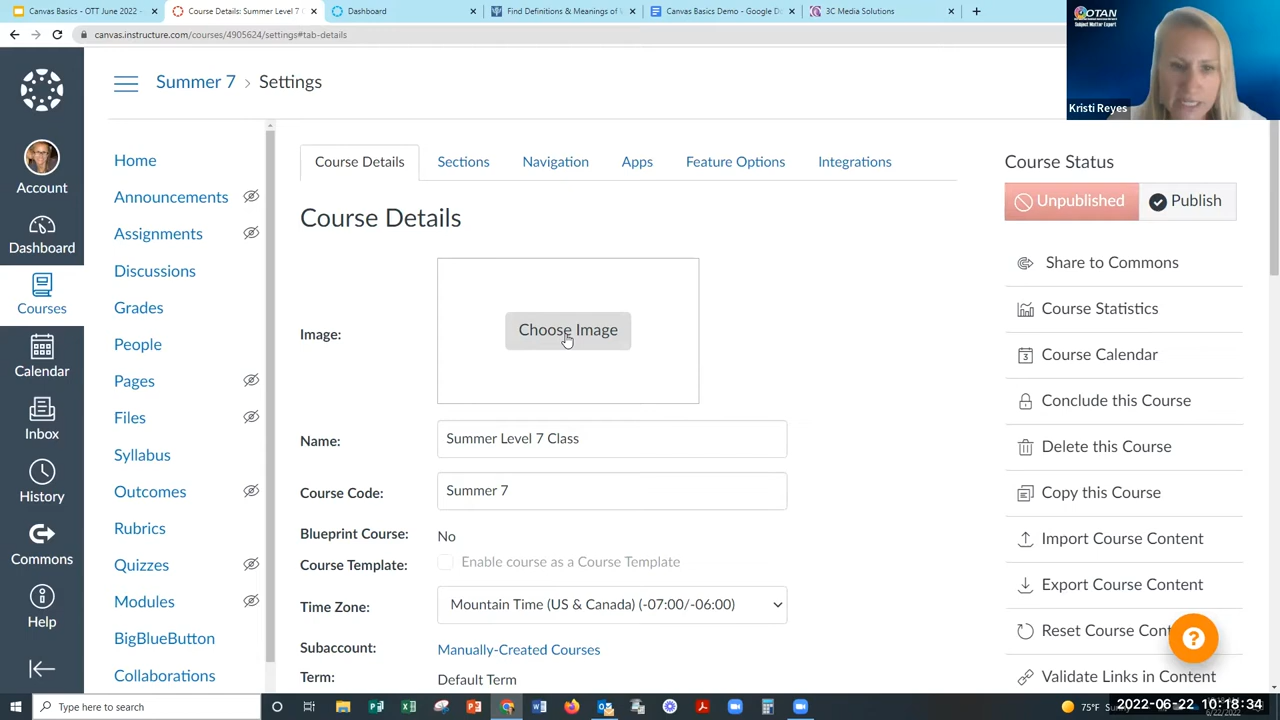 Canvas Basics - OTT June 2022
Course Details: Summer Level 7
Dashboard
Find Definitions & Meanings of
Canvas Basics Demo - Google Do
3C Media Solutions
canvas.instructure.com/courses/4905624/settings#tab-details
OTAN
Subject Matter Expert
Kristi Reyes
Summer 7 > Settings
Account
Dashboard
Courses
Calendar
Inbox
History
Commons
Help
Home
Announcements
Assignments
Discussions
Grades
People
Pages
Files
Syllabus
Outcomes
Rubrics
Quizzes
Modules
BigBlueButton
Collaborations
Course Details Sections Navigation Apps Feature Options Integrations
Course Details
Image:
Choose Image
Name: Summer Level 7 Class
Course Code: Summer 7
Blueprint Course: No
Course Template: Enable course as a Course Template
Time Zone: Mountain Time (US & Canada) (-07:00/-06:00)
Subaccount: Manually-Created Courses
Term: Default Term
Course Status
Unpublished Publish
Share to Commons
Course Statistics
3 Course Calendar
Conclude this Course
Delete this Course
Copy this Course
Import Course Content
Export Course Content
Reset Course Cont
?
Validate Links in Content
Type here to search
75°F
2022-06-22 10:18:34